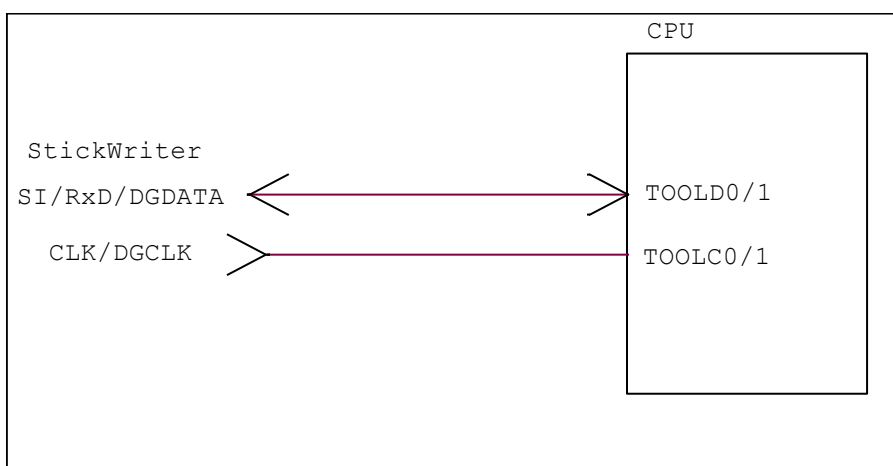 CPU
StickWriter
SI/RxD/DGDATA
TOOLD0/1
CLK/DGCLK
TOOLC0/1